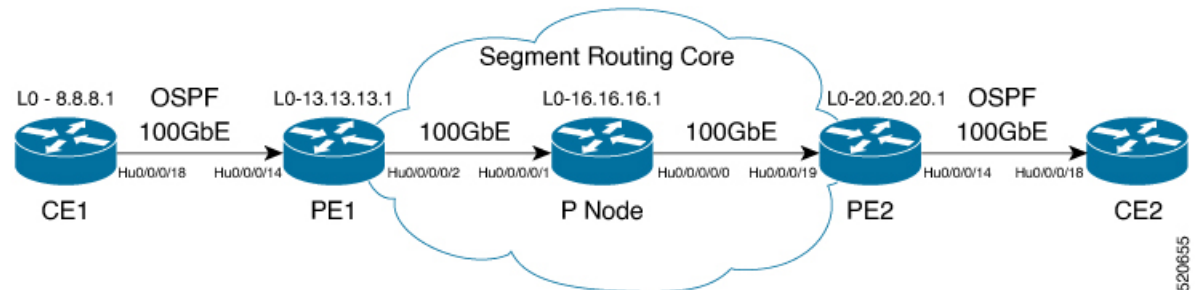 Segment Routing Core
L0 - 8.8.8.1 OSPF L0-13.13.13.1 L0-16.16.16.1 L0-20.20.20.1 OSPF
100GbE 100GbE 100GbE 100GbE
Hu0/0/0/18 Hu0/0/0/14 Hu0/0/0/0/2 Hu0/0/0/0/1 Hu0/0/0/0/0 Hu0/0/0/19 Hu0/0/0/14 Hu0/0/0/18
CE1 PE1 P Node PE2 CE2
520655